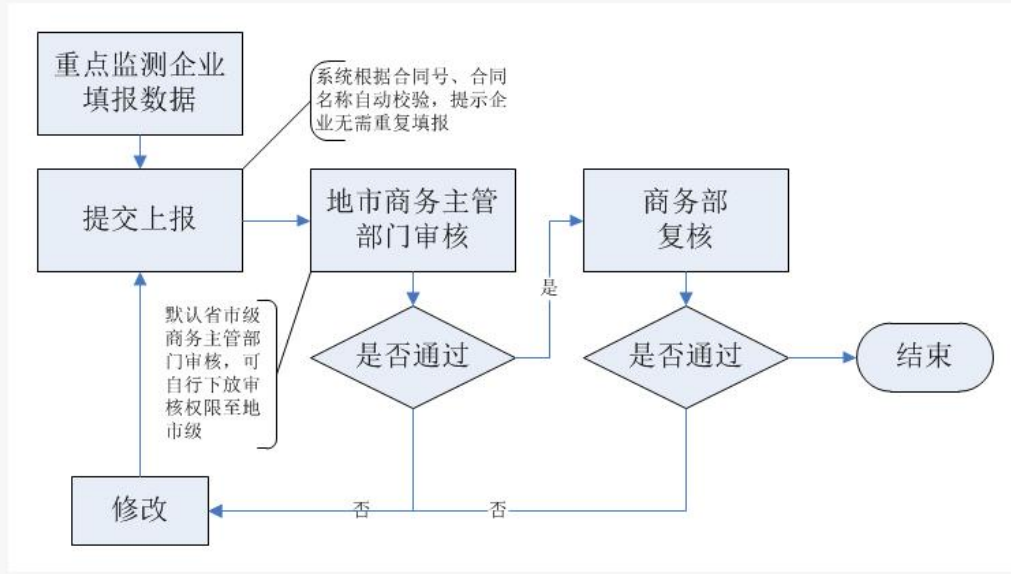 重点监测企业
填报数据
系统根据合同号、合同
名称自动校验，提示企
业无需重复填报
提交上报
地市商务主管
部门审核
商务部
复核
是
默认省市级
商务主管部
门审核，可
自行下放审
核权限至地
市级
是否通过
是否通过
结束
修改
否
否